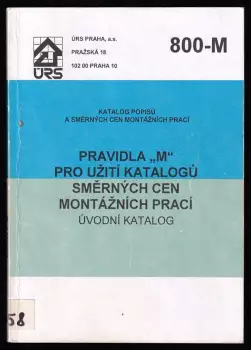 ÚRS PRAHA, a.s.
PRAŽSKÁ 18
102 00 PRAHA 10
800-M
ÚRS
KATALOG POPISŮ
A SMĚRNÝCH CEN MONTÁŽNÍCH PRACÍ
PRAVIDLA „M"
PRO UŽITÍ KATALOGŮ
SMĚRNÝCH CEN
MONTÁŽNÍCH PRACÍ
ÚVODNÍ KATALOG
58